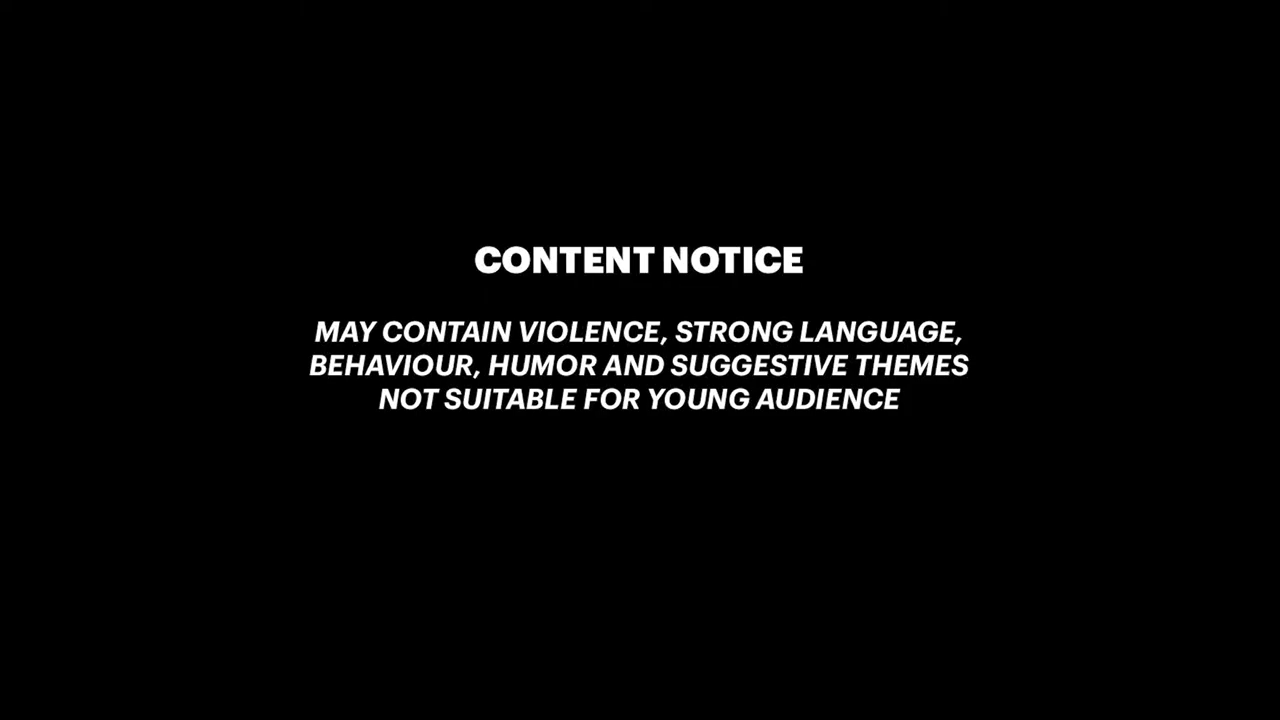 CONTENT NOTICE
MAY CONTAIN VIOLENCE, STRONG LANGUAGE,
BEHAVIOUR, HUMOR AND SUGGESTIVE THEMES
NOT SUITABLE FOR YOUNG AUDIENCE